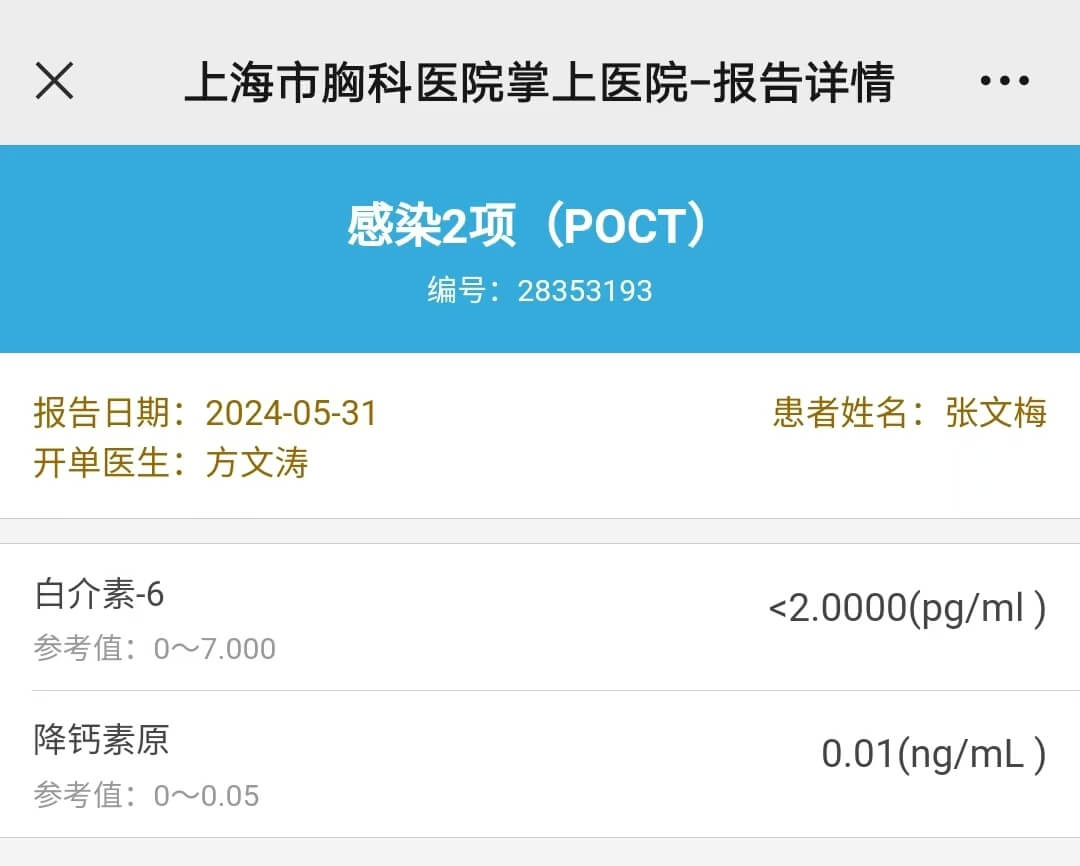 上海市胸科医院掌上医院-报告详情
感染2项（POCT）
编号：28353193
报告日期：2024-05-31
患者姓名：张文梅
开单医生：方文涛
白介素-6
<2.0000(pg/ml )
参考值：0～7.000
降钙素原
0.01(ng/mL )
参考值：0～0.05